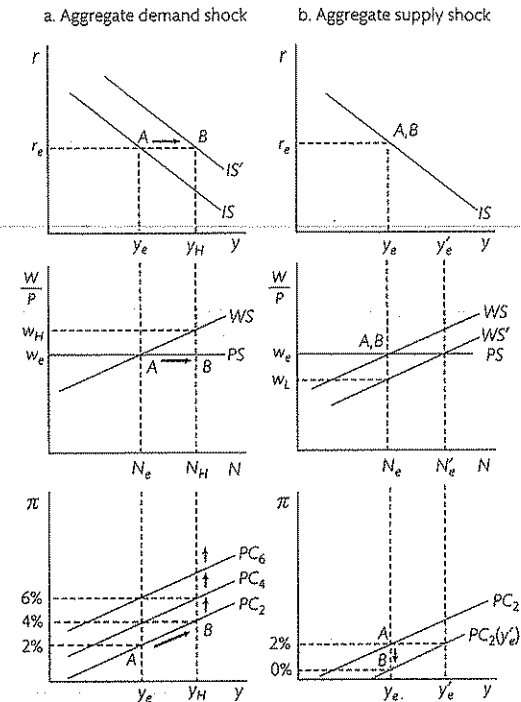 a. Aggregate demand shock
b. Aggregate supply shock
r
A
B
r_e
IS'
IS
y_e
y_H
y
r
A,B
r_e
IS
y_e
y'_e
y
W/P
w_H
WS
w_e
A
B
PS
N_e
N_H
N
W/P
WS
WS'
A,B
w_e
PS
w_L
N_e
N'_e
N
π
PC_6
PC_4
PC_2
6%
4%
B
2%
A
y_e
y_H
y
π
PC_2
A
2%
PC_2(y'_e)
B
0%
y_e
y'_e
y